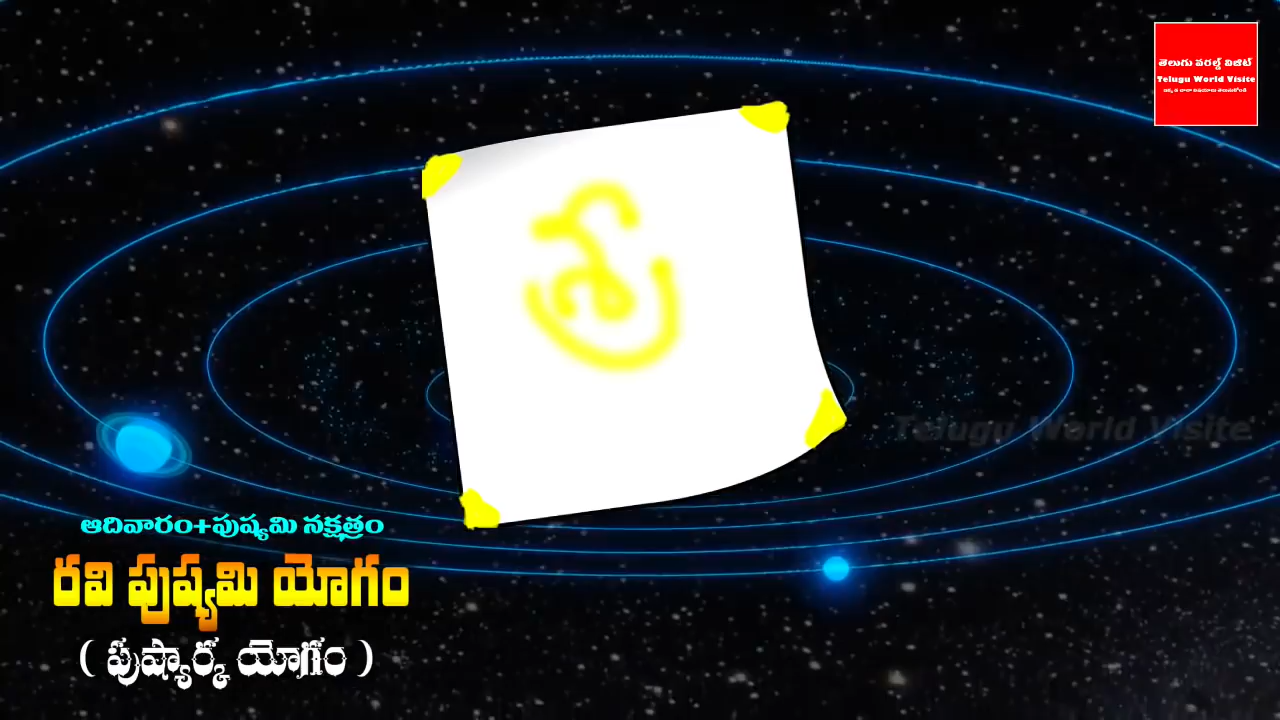 తెలుగు వరల్డ్ విజిట్
Telugu World Visite
శ్రీ
Telugu World Visite
ఆదివారం+పుష్యమి నక్షత్రం
రవి పుష్యమి యోగం
( పుష్యార్క యోగం )